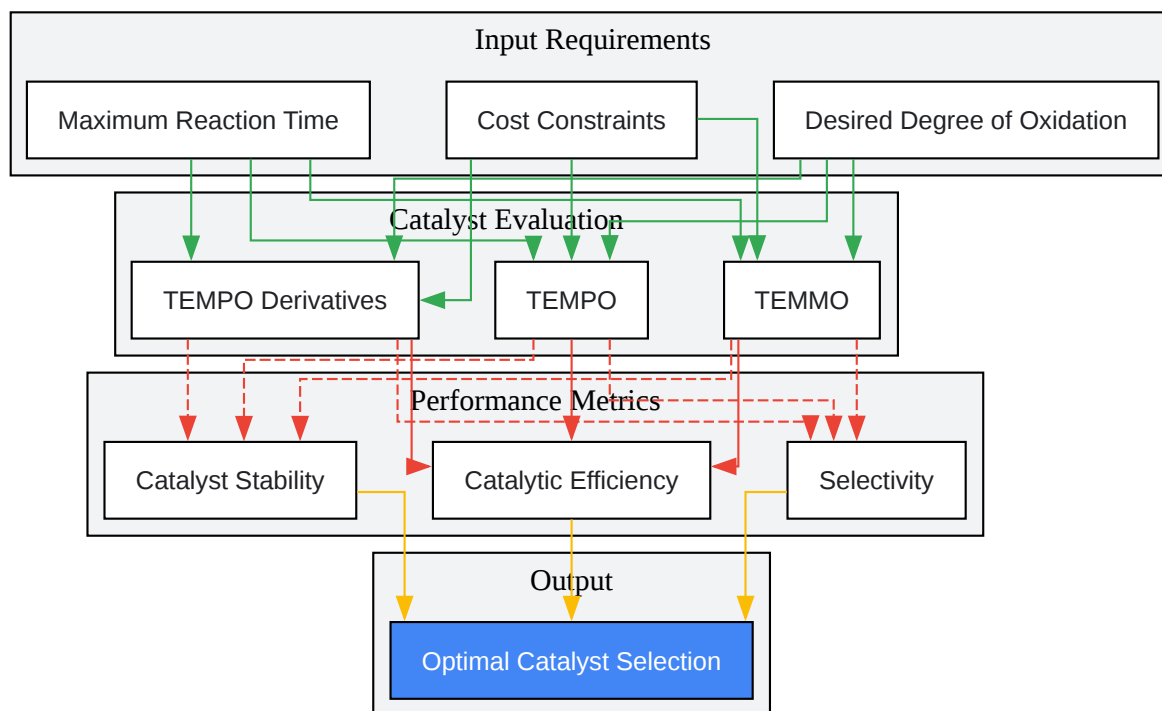 Input Requirements
Maximum Reaction Time
Cost Constraints
Desired Degree of Oxidation
Catalyst Evaluation
TEMPO Derivatives
TEMPO
TEMMO
Performance Metrics
Catalyst Stability
Catalytic Efficiency
Selectivity
Output
Optimal Catalyst Selection